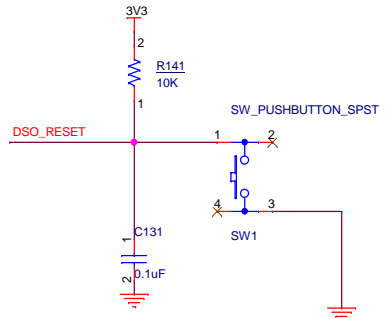 3V3
2
R141
10K
1
SW_PUSHBUTTON_SPST
DSO_RESET
1
2
4
3
C131
1
SW1
2
0.1uF